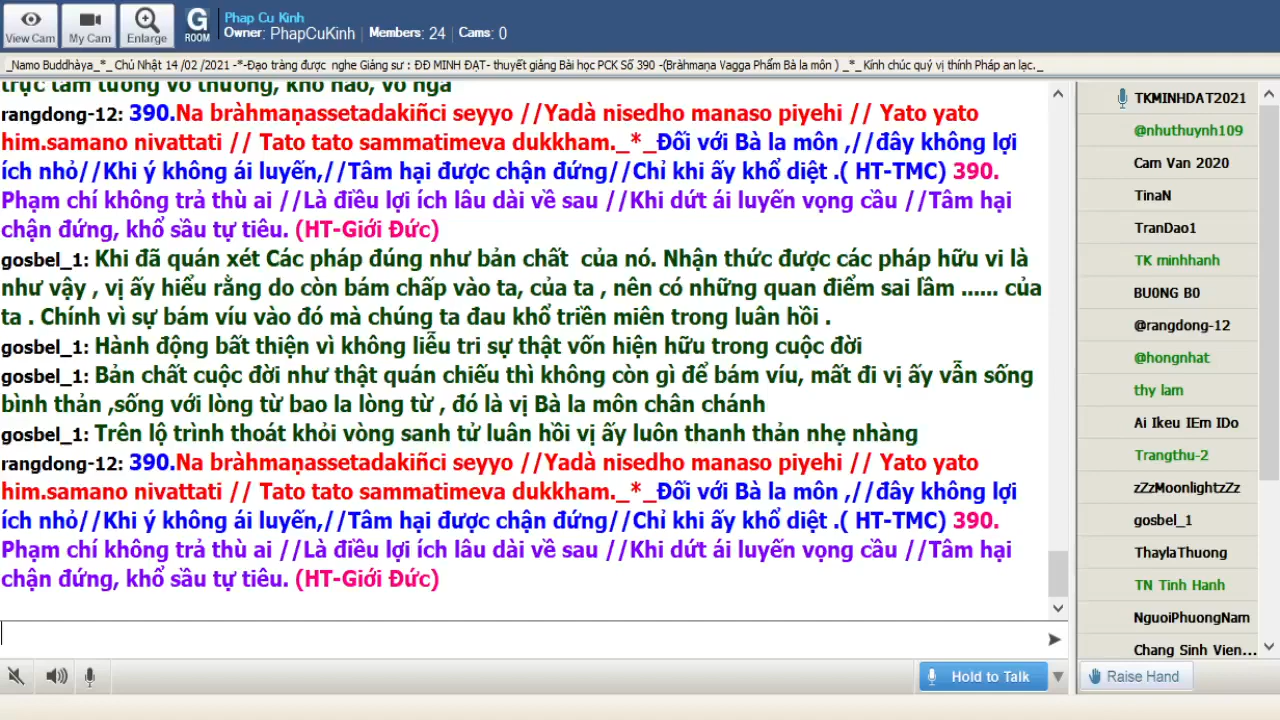 View Cam
My Cam
Enlarge
G
ROOM
Phap Cu Kinh
Owner: PhapCuKinh | Members: 24 | Cams: 0
_Namo Buddhàya_*_ Chủ Nhật 14 /02 /2021 -*-Đạo tràng được nghe Giảng sư : ĐĐ MINH ĐẠT- thuyết giảng Bài học PCK Số 390 -(Bràhmaṇa Vagga Phẩm Bà la môn ) _*_ Kính chúc quý vị thính Pháp an lạc._
trực tâm tương vô thường, khổ não, vô ngã
rangdong-12: 390.Na bràhmaṇassetadakiñci seyyo //Yadà nisedho manaso piyehi // Yato yato
him.samano nivattati // Tato tato sammatimeva dukkham._*_Đối với Bà la môn ,//đây không lợi
ích nhỏ//Khi ý không ái luyến,//Tâm hại được chận đứng//Chỉ khi ấy khổ diệt .( HT-TMC) 390.
Phạm chí không trả thù ai //Là điều lợi ích lâu dài về sau //Khi dứt ái luyến vọng cầu //Tâm hại
chận đứng, khổ sầu tự tiêu. (HT-Giới Đức)
gosbel_1: Khi đã quán xét Các pháp đúng như bản chất của nó. Nhận thức được các pháp hữu vi là
như vậy , vị ấy hiểu rằng do còn bám chấp vào ta, của ta , nên có những quan điểm sai lầm ...... của
ta . Chính vì sự bám víu vào đó mà chúng ta đau khổ triền miên trong luân hồi .
gosbel_1: Hành động bất thiện vì không liễu tri sự thật vốn hiện hữu trong cuộc đời
gosbel_1: Bản chất cuộc đời như thật quán chiếu thì không còn gì để bám víu, mất đi vị ấy vẫn sống
bình thản ,sống với lòng từ bao la lòng từ , đó là vị Bà la môn chân chánh
gosbel_1: Trên lộ trình thoát khỏi vòng sanh tử luân hồi vị ấy luôn thanh thản nhẹ nhàng
rangdong-12: 390.Na bràhmaṇassetadakiñci seyyo //Yadà nisedho manaso piyehi // Yato yato
him.samano nivattati // Tato tato sammatimeva dukkham._*_Đối với Bà la môn ,//đây không lợi
ích nhỏ//Khi ý không ái luyến,//Tâm hại được chận đứng//Chỉ khi ấy khổ diệt .( HT-TMC) 390.
Phạm chí không trả thù ai //Là điều lợi ích lâu dài về sau //Khi dứt ái luyến vọng cầu //Tâm hại
chận đứng, khổ sầu tự tiêu. (HT-Giới Đức)
Hold to Talk
TKMINHDAT2021
@nhuthuynh109
Cam Van 2020
TinaN
TranDao1
TK minhhanh
BU0NG B0
@rangdong-12
@hongnhat
thy lam
Ai Ikeu IEm IDo
Trangthu-2
zZzMoonlightzZz
gosbel_1
ThaylaThuong
TN Tinh Hanh
NguoiPhuongNam
Chang Sinh Vien...
Raise Hand